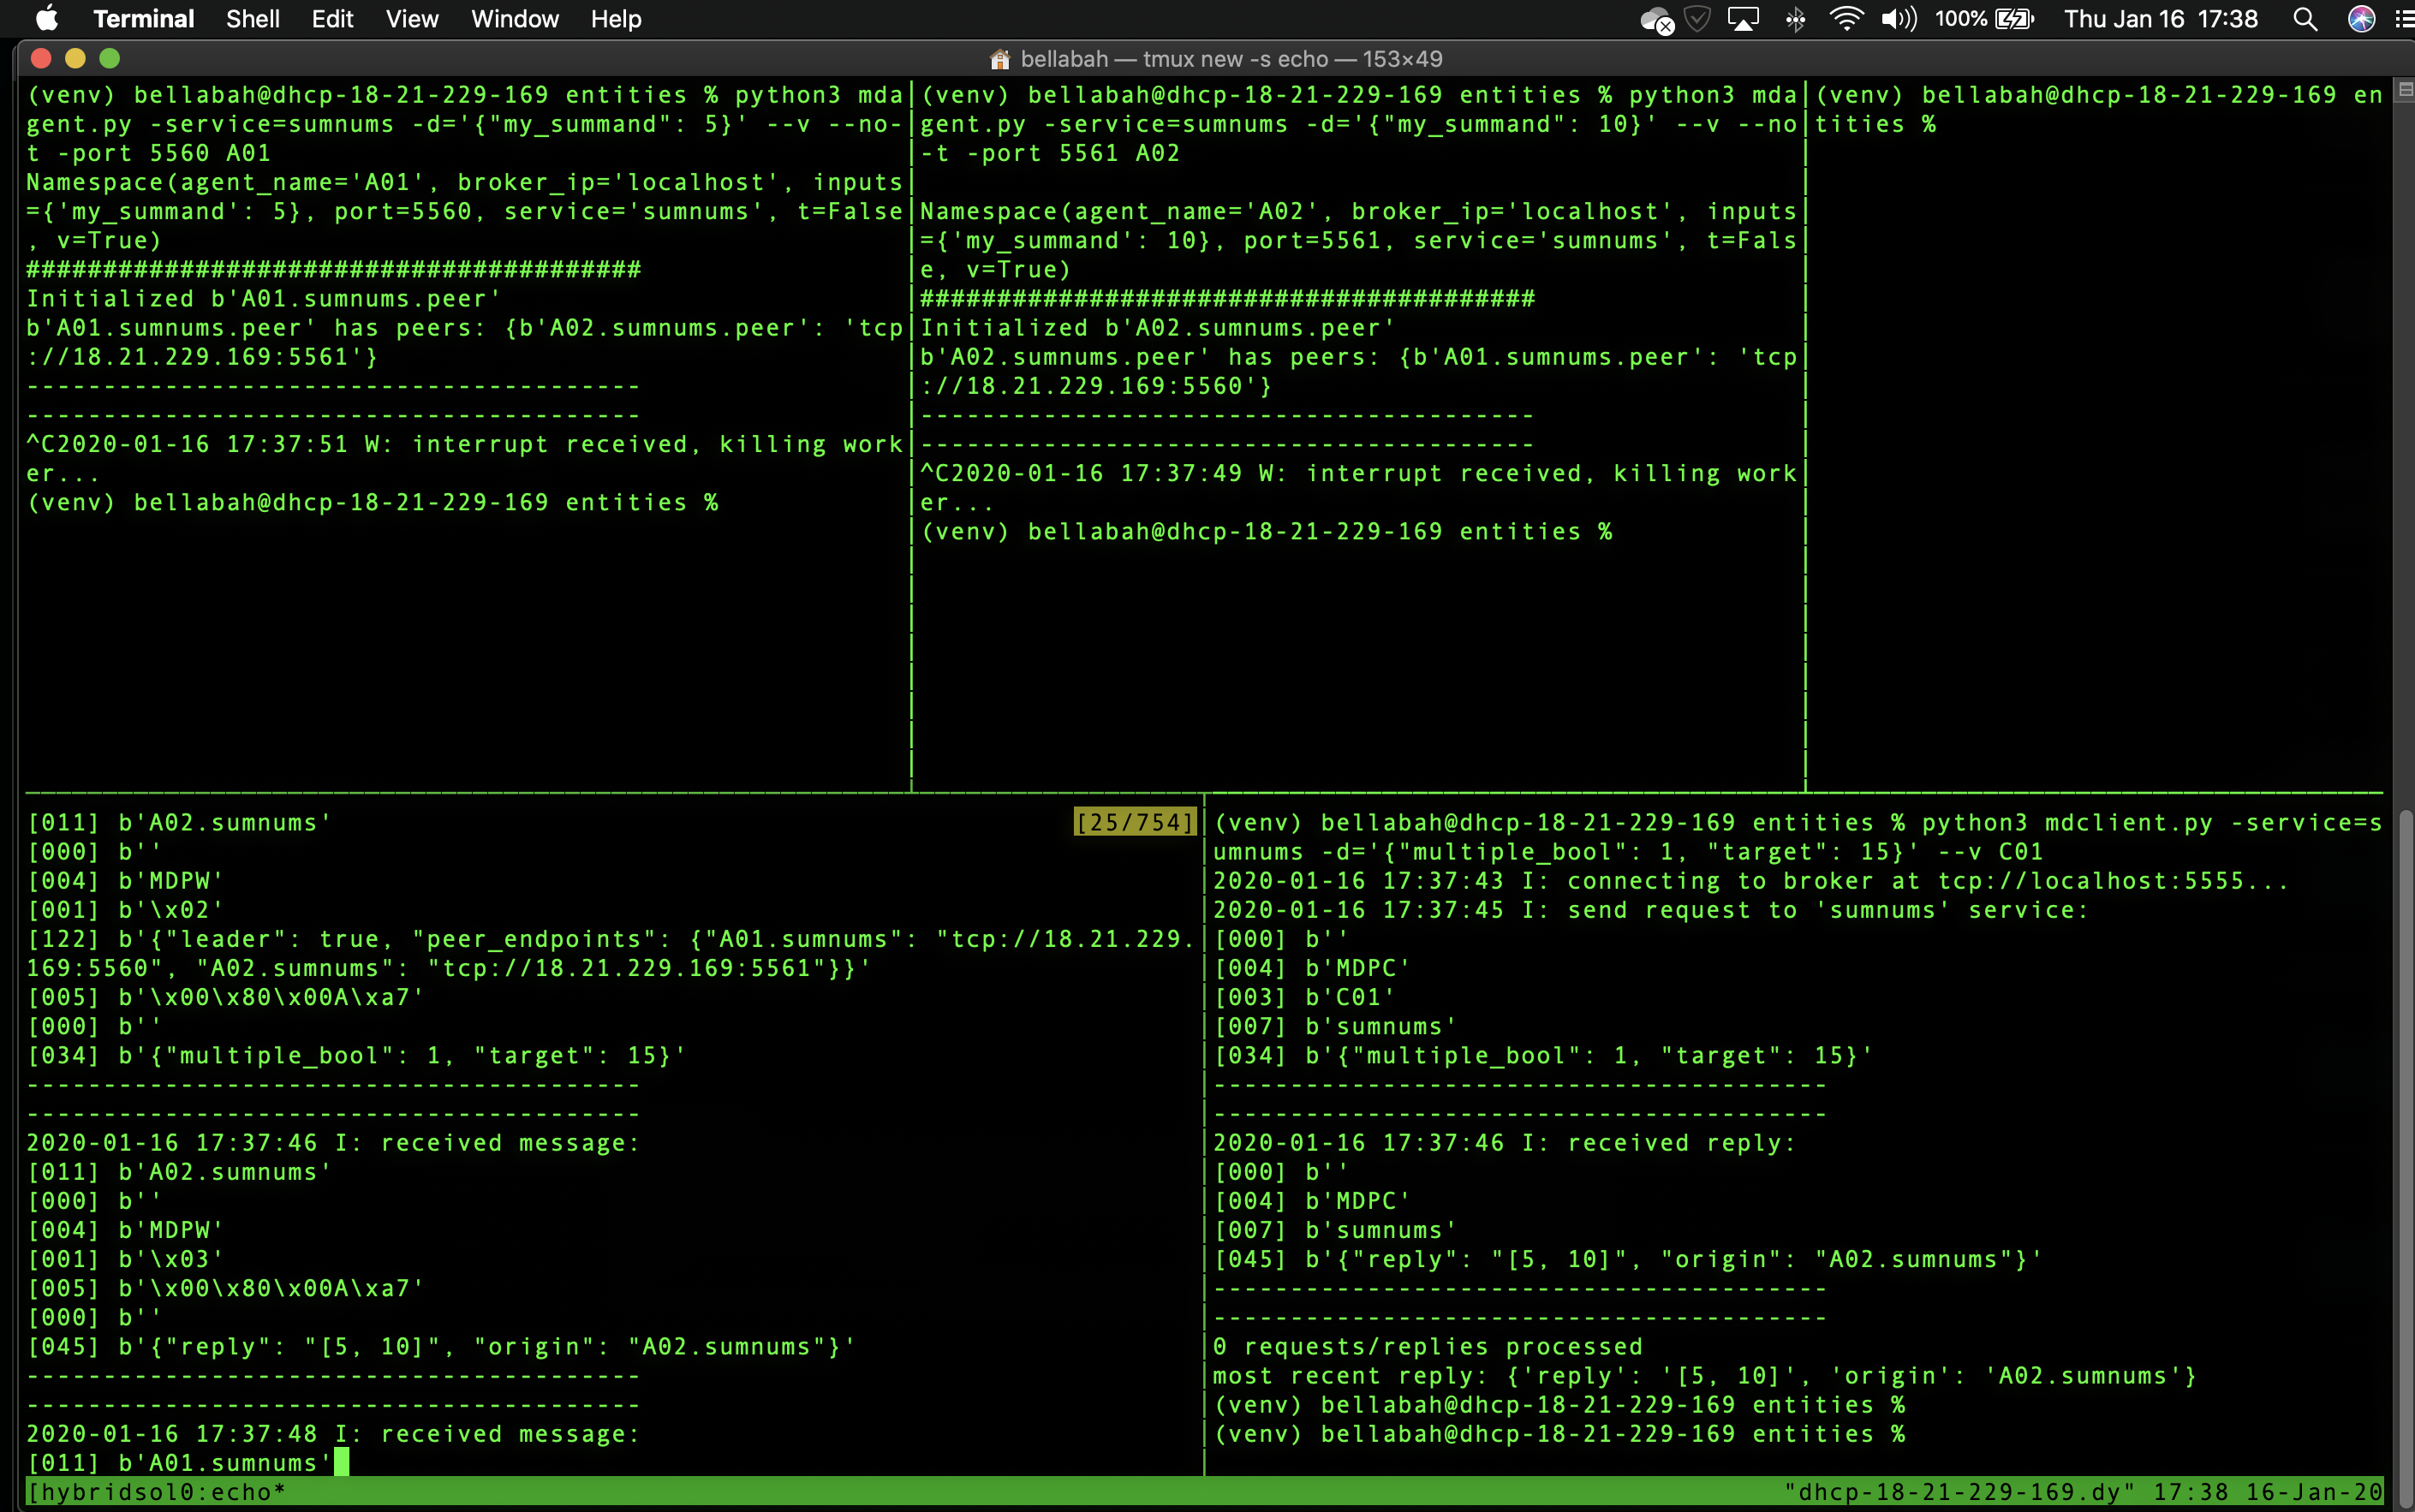 Terminal Shell Edit View Window Help 100% Thu Jan 16 17:38
bellabah — tmux new -s echo — 153×49
(venv) bellabah@dhcp-18-21-229-169 entities % python3 mda
gent.py -service=sumnums -d='{"my_summand": 5}' --v --no-
t -port 5560 A01
Namespace(agent_name='A01', broker_ip='localhost', inputs
={'my_summand': 5}, port=5560, service='sumnums', t=False
, v=True)
########################################
Initialized b'A01.sumnums.peer'
b'A01.sumnums.peer' has peers: {b'A02.sumnums.peer': 'tcp
://18.21.229.169:5561'}
----------------------------------------
----------------------------------------
^C2020-01-16 17:37:51 W: interrupt received, killing work
er...
(venv) bellabah@dhcp-18-21-229-169 entities %
(venv) bellabah@dhcp-18-21-229-169 entities % python3 mda
gent.py -service=sumnums -d='{"my_summand": 10}' --v --no
-t -port 5561 A02
Namespace(agent_name='A02', broker_ip='localhost', inputs
={'my_summand': 10}, port=5561, service='sumnums', t=Fals
e, v=True)
########################################
Initialized b'A02.sumnums.peer'
b'A02.sumnums.peer' has peers: {b'A01.sumnums.peer': 'tcp
://18.21.229.169:5560'}
----------------------------------------
----------------------------------------
^C2020-01-16 17:37:49 W: interrupt received, killing work
er...
(venv) bellabah@dhcp-18-21-229-169 entities %
(venv) bellabah@dhcp-18-21-229-169 en
tities %
[011] b'A02.sumnums' [25/754]
[000] b''
[004] b'MDPW'
[001] b'\x02'
[122] b'{"leader": true, "peer_endpoints": {"A01.sumnums": "tcp://18.21.229.
169:5560", "A02.sumnums": "tcp://18.21.229.169:5561"}}'
[005] b'\x00\x80\x00A\xa7'
[000] b''
[034] b'{"multiple_bool": 1, "target": 15}'
----------------------------------------
----------------------------------------
2020-01-16 17:37:46 I: received message:
[011] b'A02.sumnums'
[000] b''
[004] b'MDPW'
[001] b'\x03'
[005] b'\x00\x80\x00A\xa7'
[000] b''
[045] b'{"reply": "[5, 10]", "origin": "A02.sumnums"}'
----------------------------------------
----------------------------------------
2020-01-16 17:37:48 I: received message:
[011] b'A01.sumnums'
(venv) bellabah@dhcp-18-21-229-169 entities % python3 mdclient.py -service=s
umnums -d='{"multiple_bool": 1, "target": 15}' --v C01
2020-01-16 17:37:43 I: connecting to broker at tcp://localhost:5555...
2020-01-16 17:37:45 I: send request to 'sumnums' service:
[000] b''
[004] b'MDPC'
[003] b'C01'
[007] b'sumnums'
[034] b'{"multiple_bool": 1, "target": 15}'
----------------------------------------
----------------------------------------
2020-01-16 17:37:46 I: received reply:
[000] b''
[004] b'MDPC'
[007] b'sumnums'
[045] b'{"reply": "[5, 10]", "origin": "A02.sumnums"}'
----------------------------------------
----------------------------------------
0 requests/replies processed
most recent reply: {'reply': '[5, 10]', 'origin': 'A02.sumnums'}
(venv) bellabah@dhcp-18-21-229-169 entities %
(venv) bellabah@dhcp-18-21-229-169 entities %
[hybridsol0:echo* "dhcp-18-21-229-169.dy" 17:38 16-Jan-20